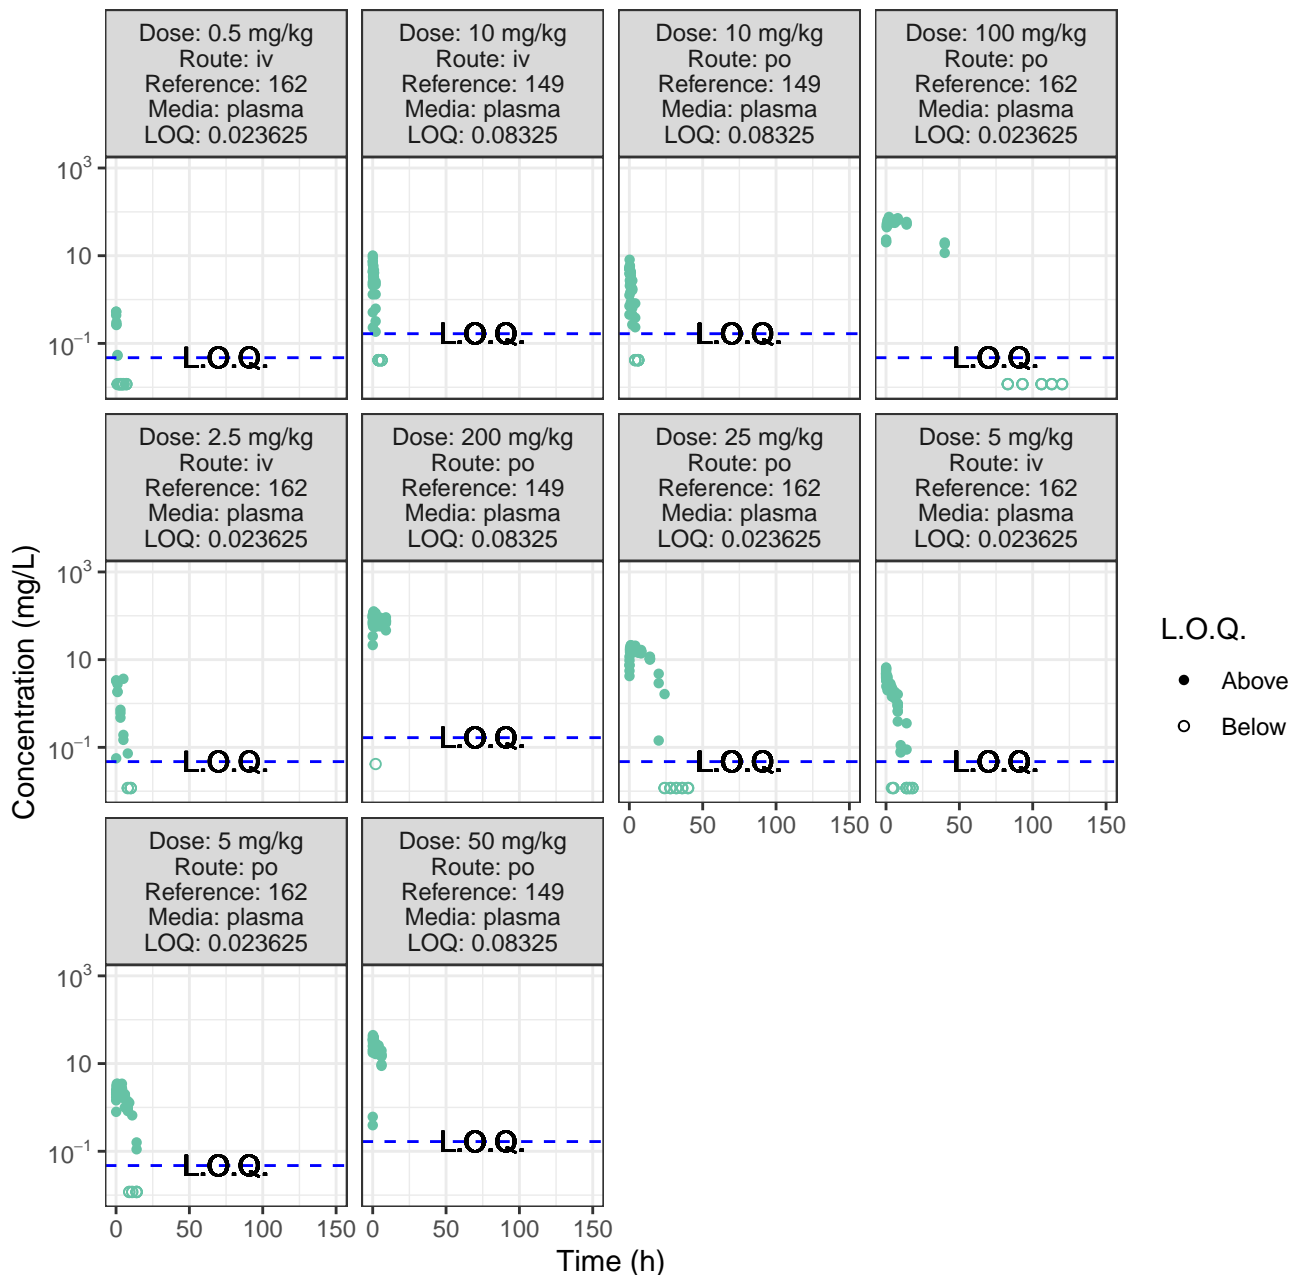 Dose: 0.5 mg/kg
Route: iv
Reference: 162
Media: plasma
LOQ: 0.023625
Dose: 10 mg/kg
Route: iv
Reference: 149
Media: plasma
LOQ: 0.08325
Dose: 10 mg/kg
Route: po
Reference: 149
Media: plasma
LOQ: 0.08325
Dose: 100 mg/kg
Route: po
Reference: 162
Media: plasma
LOQ: 0.023625
10³
10
10⁻¹
L.O.Q.
L.O.Q.
L.O.Q.
L.O.Q.
Dose: 2.5 mg/kg
Route: iv
Reference: 162
Media: plasma
LOQ: 0.023625
Dose: 200 mg/kg
Route: po
Reference: 149
Media: plasma
LOQ: 0.08325
Dose: 25 mg/kg
Route: po
Reference: 162
Media: plasma
LOQ: 0.023625
Dose: 5 mg/kg
Route: iv
Reference: 162
Media: plasma
LOQ: 0.023625
10³
10
10⁻¹
L.O.Q.
L.O.Q.
L.O.Q.
L.O.Q.
0 50 100 150
0 50 100 150
Dose: 5 mg/kg
Route: po
Reference: 162
Media: plasma
LOQ: 0.023625
Dose: 50 mg/kg
Route: po
Reference: 149
Media: plasma
LOQ: 0.08325
10³
10
10⁻¹
L.O.Q.
L.O.Q.
0 50 100 150
0 50 100 150
Time (h)
Concentration (mg/L)
L.O.Q.
Above
Below